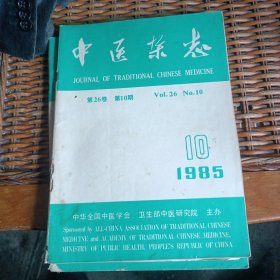 中医杂志
JOURNAL OF TRADITIONAL CHINESE MEDICINE
第26卷 第10期 Vol. 26 No. 10
10
1985
中华全国中医学会 卫生部中医研究院 主办
Sponsored by ALL-CHINA ASSOCIATION OF TRADITIONAL CHINESE
MEDICINE and ACADEMY OF TRADITIONAL CHINESE MEDICINE,
MINISTRY OF PUBLIC HEALTH, PEOPLE'S REPUBLIC OF CHINA